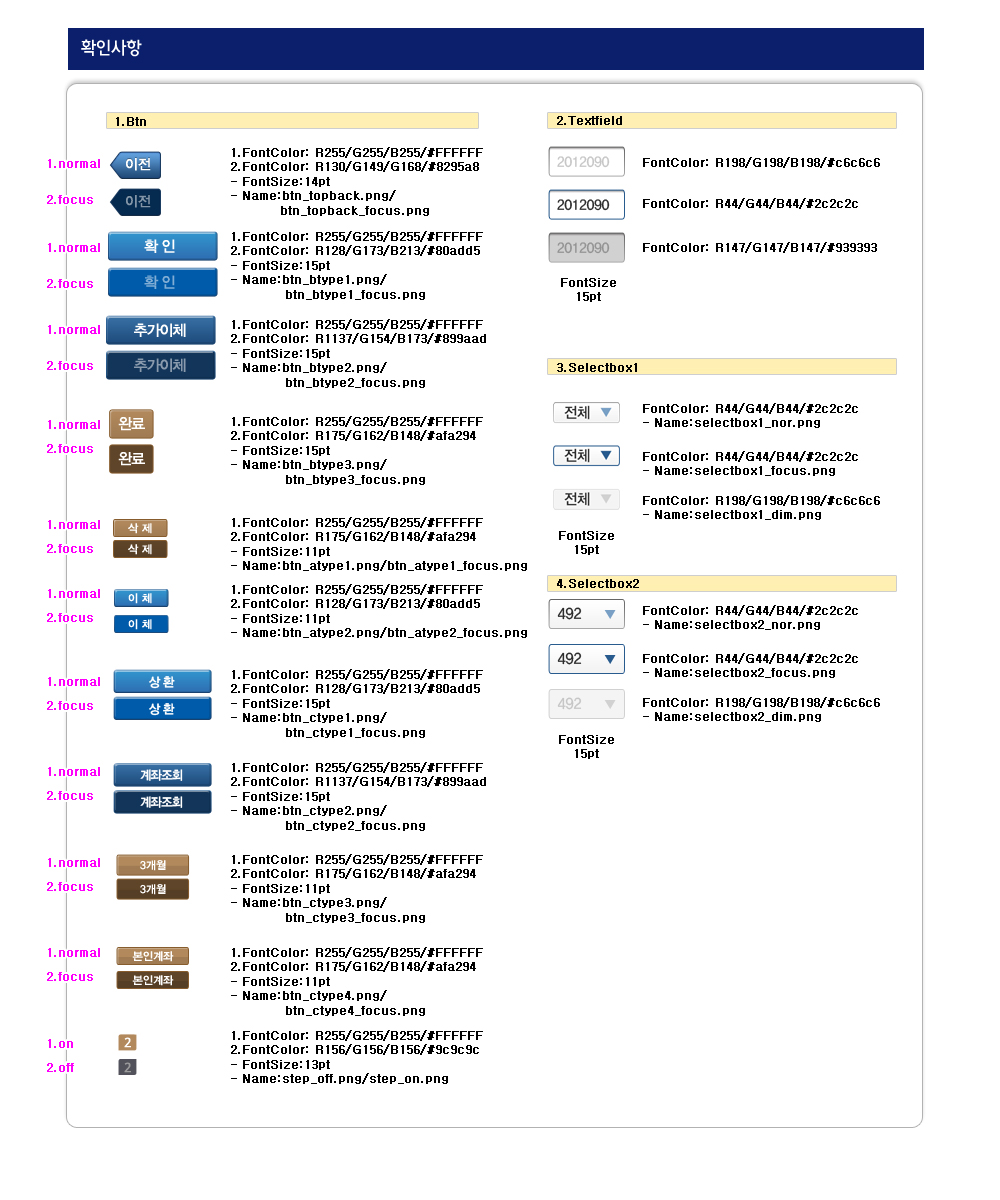 확인사항
1.Btn
1.normal
이전
2.focus
이전
1.FontColor: R255/G255/B255/#FFFFFF
2.FontColor: R130/G149/G168/#8295a8
- FontSize:14pt
- Name:btn_topback.png/
btn_topback_focus.png
1.normal
확 인
2.focus
확 인
1.FontColor: R255/G255/B255/#FFFFFF
2.FontColor: R128/G173/B213/#80add5
- FontSize:15pt
- Name:btn_btype1.png/
btn_btype1_focus.png
1.normal
추가이체
2.focus
추가이체
1.FontColor: R255/G255/B255/#FFFFFF
2.FontColor: R1137/G154/B173/#899aad
- FontSize:15pt
- Name:btn_btype2.png/
btn_btype2_focus.png
1.normal
완료
2.focus
완료
1.FontColor: R255/G255/B255/#FFFFFF
2.FontColor: R175/G162/B148/#afa294
- FontSize:15pt
- Name:btn_btype3.png/
btn_btype3_focus.png
1.normal
삭 제
2.focus
삭 제
1.FontColor: R255/G255/B255/#FFFFFF
2.FontColor: R175/G162/B148/#afa294
- FontSize:11pt
- Name:btn_atype1.png/btn_atype1_focus.png
1.normal
이 체
2.focus
이 체
1.FontColor: R255/G255/B255/#FFFFFF
2.FontColor: R128/G173/B213/#80add5
- FontSize:11pt
- Name:btn_atype2.png/btn_atype2_focus.png
1.normal
상 환
2.focus
상 환
1.FontColor: R255/G255/B255/#FFFFFF
2.FontColor: R128/G173/B213/#80add5
- FontSize:15pt
- Name:btn_ctype1.png/
btn_ctype1_focus.png
1.normal
계좌조회
2.focus
계좌조회
1.FontColor: R255/G255/B255/#FFFFFF
2.FontColor: R1137/G154/B173/#899aad
- FontSize:15pt
- Name:btn_ctype2.png/
btn_ctype2_focus.png
1.normal
3개월
2.focus
3개월
1.FontColor: R255/G255/B255/#FFFFFF
2.FontColor: R175/G162/B148/#afa294
- FontSize:11pt
- Name:btn_ctype3.png/
btn_ctype3_focus.png
1.normal
본인계좌
2.focus
본인계좌
1.FontColor: R255/G255/B255/#FFFFFF
2.FontColor: R175/G162/B148/#afa294
- FontSize:11pt
- Name:btn_ctype4.png/
btn_ctype4_focus.png
1.on
2
2.off
2
1.FontColor: R255/G255/B255/#FFFFFF
2.FontColor: R156/G156/B156/#9c9c9c
- FontSize:13pt
- Name:step_off.png/step_on.png
2.Textfield
2012090
FontColor: R198/G198/B198/#c6c6c6
2012090
FontColor: R44/G44/B44/#2c2c2c
2012090
FontColor: R147/G147/B147/#939393
FontSize
15pt
3.Selectbox1
전체
FontColor: R44/G44/B44/#2c2c2c
- Name:selectbox1_nor.png
전체
FontColor: R44/G44/B44/#2c2c2c
- Name:selectbox1_focus.png
전체
FontColor: R198/G198/B198/#c6c6c6
- Name:selectbox1_dim.png
FontSize
15pt
4.Selectbox2
492
FontColor: R44/G44/B44/#2c2c2c
- Name:selectbox2_nor.png
492
FontColor: R44/G44/B44/#2c2c2c
- Name:selectbox2_focus.png
492
FontColor: R198/G198/B198/#c6c6c6
- Name:selectbox2_dim.png
FontSize
15pt